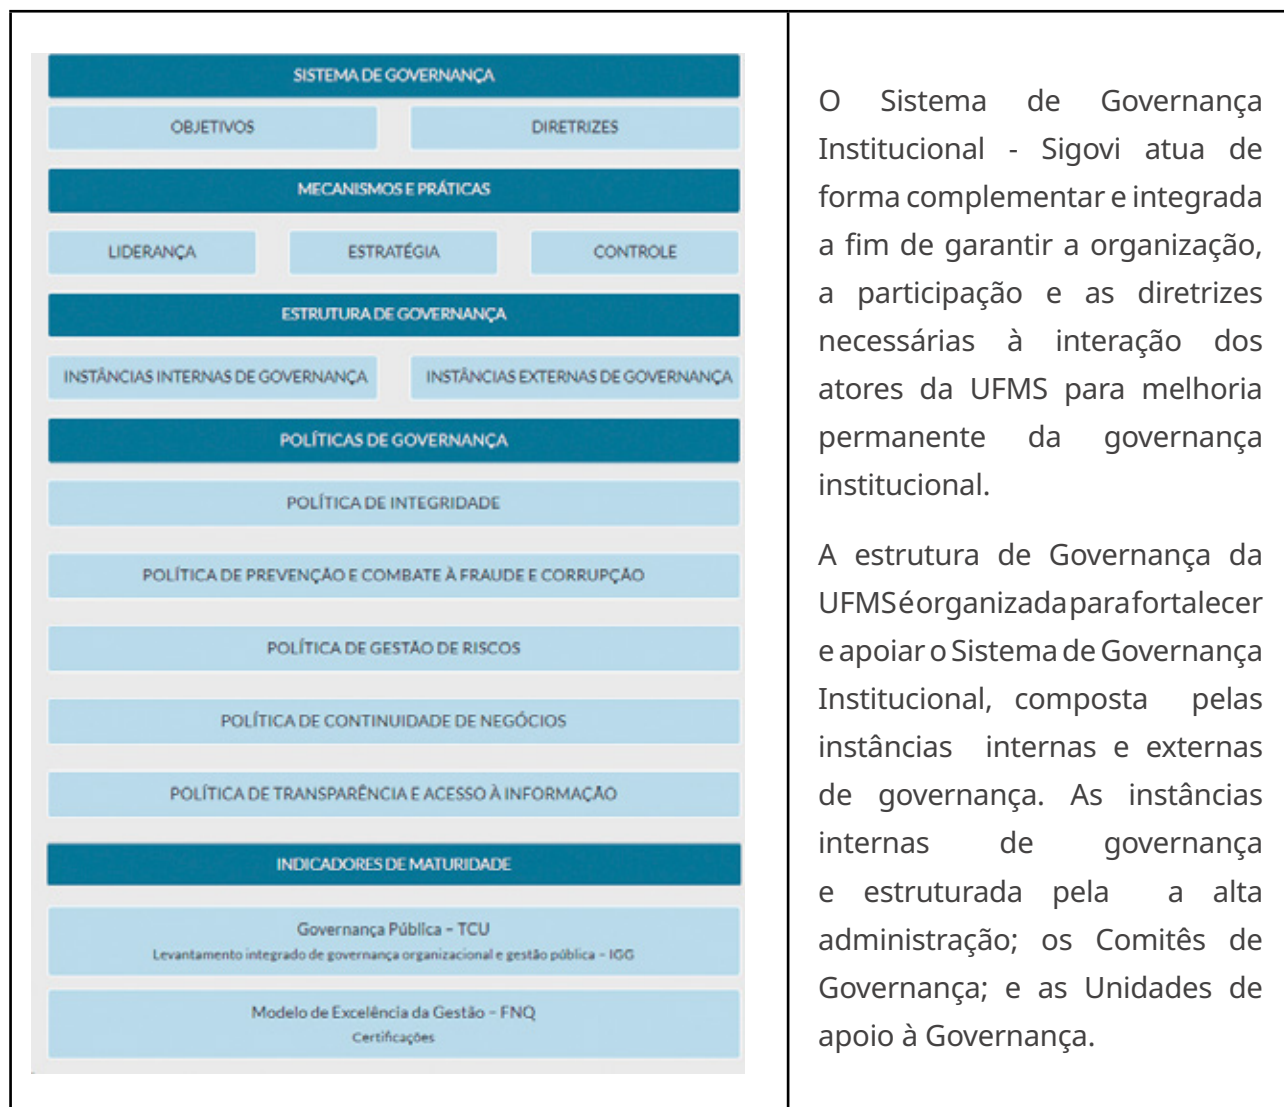 SISTEMA DE GOVERNANÇA
OBJETIVOS
DIRETRIZES
MECANISMOS E PRÁTICAS
LIDERANÇA
ESTRATÉGIA
CONTROLE
ESTRUTURA DE GOVERNANÇA
INSTÂNCIAS INTERNAS DE GOVERNANÇA
INSTÂNCIAS EXTERNAS DE GOVERNANÇA
POLÍTICAS DE GOVERNANÇA
POLÍTICA DE INTEGRIDADE
POLÍTICA DE PREVENÇÃO E COMBATE À FRAUDE E CORRUPÇÃO
POLÍTICA DE GESTÃO DE RISCOS
POLÍTICA DE CONTINUIDADE DE NEGÓCIOS
POLÍTICA DE TRANSPARÊNCIA E ACESSO À INFORMAÇÃO
INDICADORES DE MATURIDADE
Governança Pública – TCU
Levantamento integrado de governança organizacional e gestão pública – IGG
Modelo de Excelência da Gestão – FNQ
Certificações
O Sistema de Governança
Institucional - Sigovi atua de
forma complementar e integrada
a fim de garantir a organização,
a participação e as diretrizes
necessárias à interação dos
atores da UFMS para melhoria
permanente da governança
institucional.
A estrutura de Governança da
UFMSéorganizadaparafortalecer
e apoiar o Sistema de Governança
Institucional, composta pelas
instâncias internas e externas
de governança. As instâncias
internas de governança
e estruturada pela a alta
administração; os Comitês de
Governança; e as Unidades de
apoio à Governança.